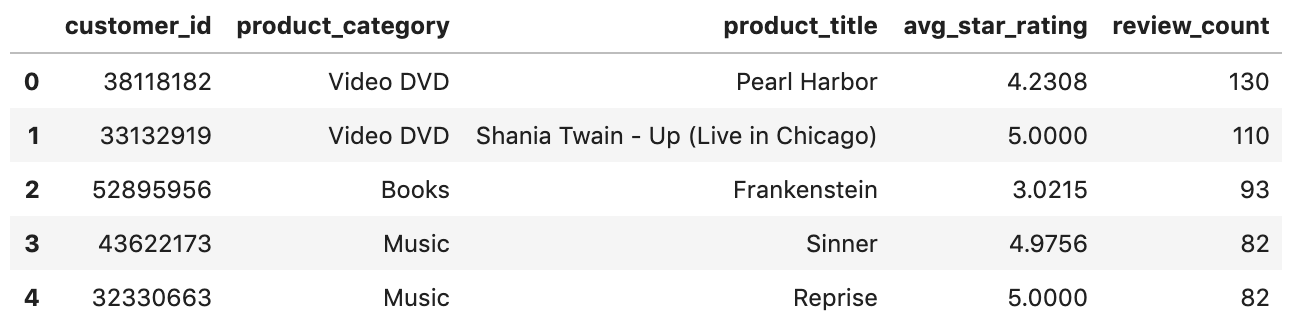 customer_id product_category product_title avg_star_rating review_count
0 38118182 Video DVD Pearl Harbor 4.2308 130
1 33132919 Video DVD Shania Twain - Up (Live in Chicago) 5.0000 110
2 52895956 Books Frankenstein 3.0215 93
3 43622173 Music Sinner 4.9756 82
4 32330663 Music Reprise 5.0000 82